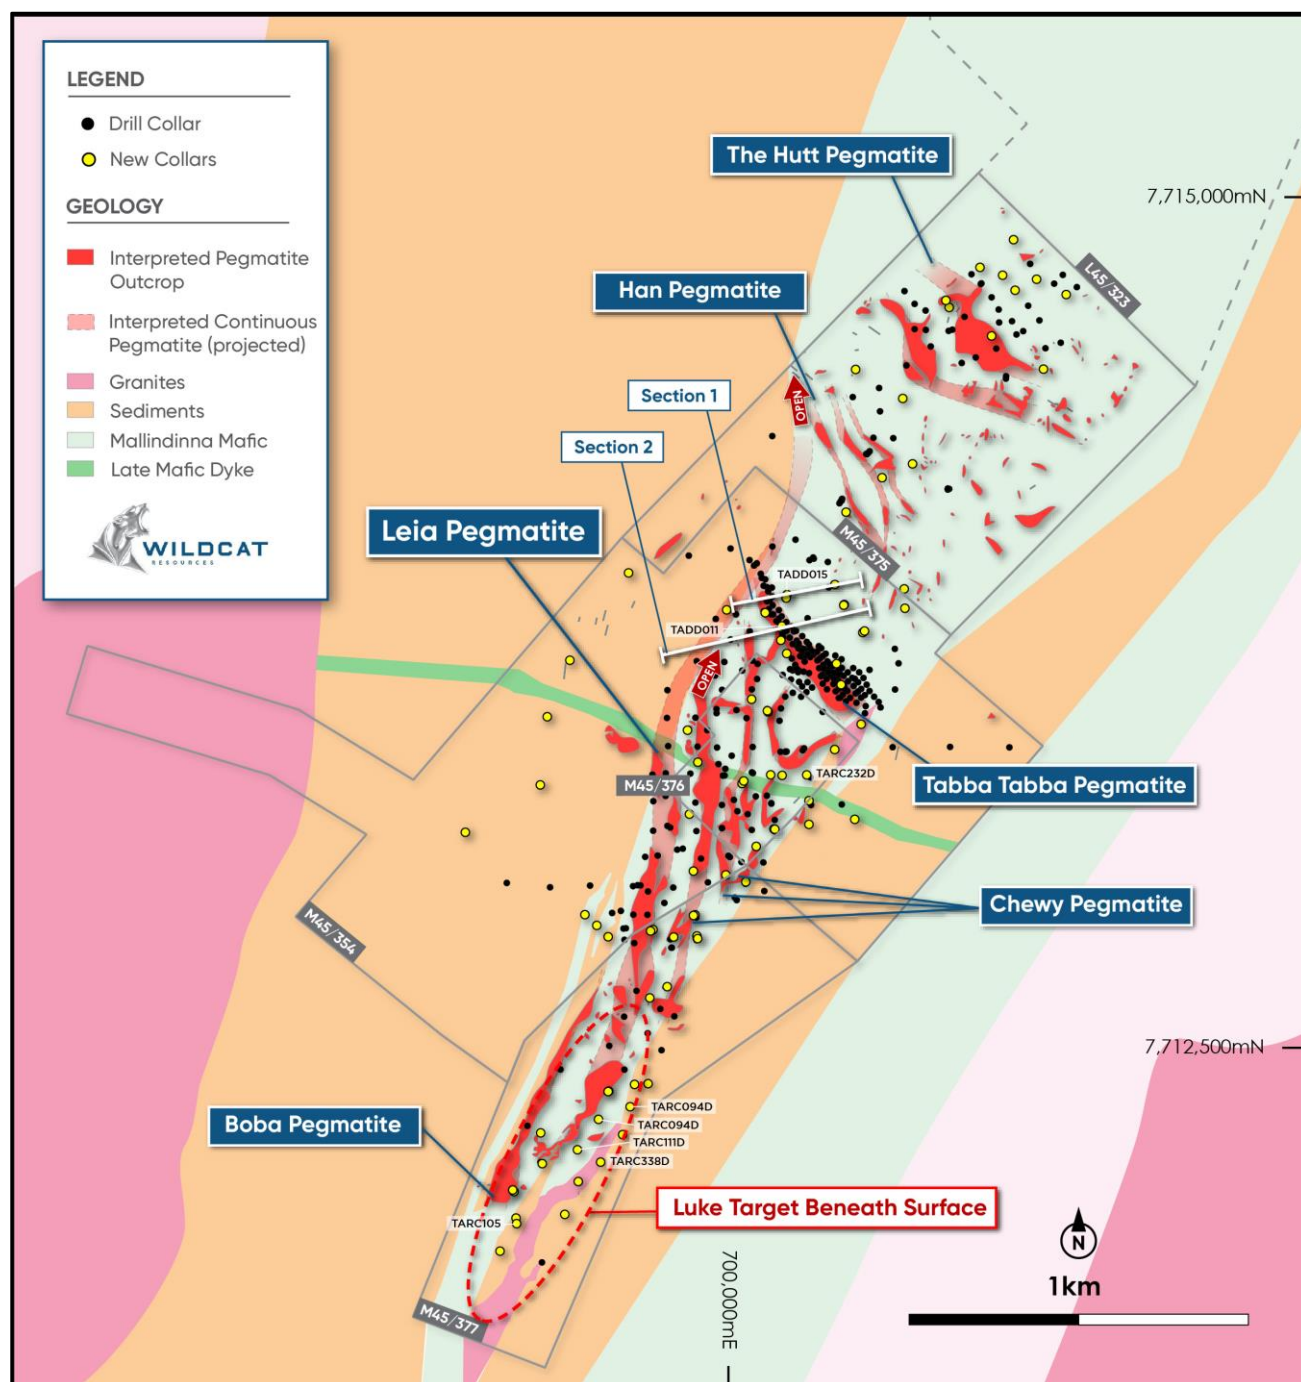 LEGEND
Drill Collar
New Collars
GEOLOGY
Interpreted Pegmatite
Outcrop
Interpreted Continuous
Pegmatite (projected)
Granites
Sediments
Mallindinna Mafic
Late Mafic Dyke
WILDCAT
RESOURCES
The Hutt Pegmatite
7,715,000mN
L45/323
Han Pegmatite
OPEN
Section 1
Section 2
Leia Pegmatite
M45/375
TADD015
TADD011
OPEN
TARC232D
M45/376
Tabba Tabba Pegmatite
Chewy Pegmatite
M45/354
7,712,500mN
TARC094D
TARC094D
Boba Pegmatite
TARC111D
TARC338D
Luke Target Beneath Surface
TARC105
N
700,000mE
1km
M45/377